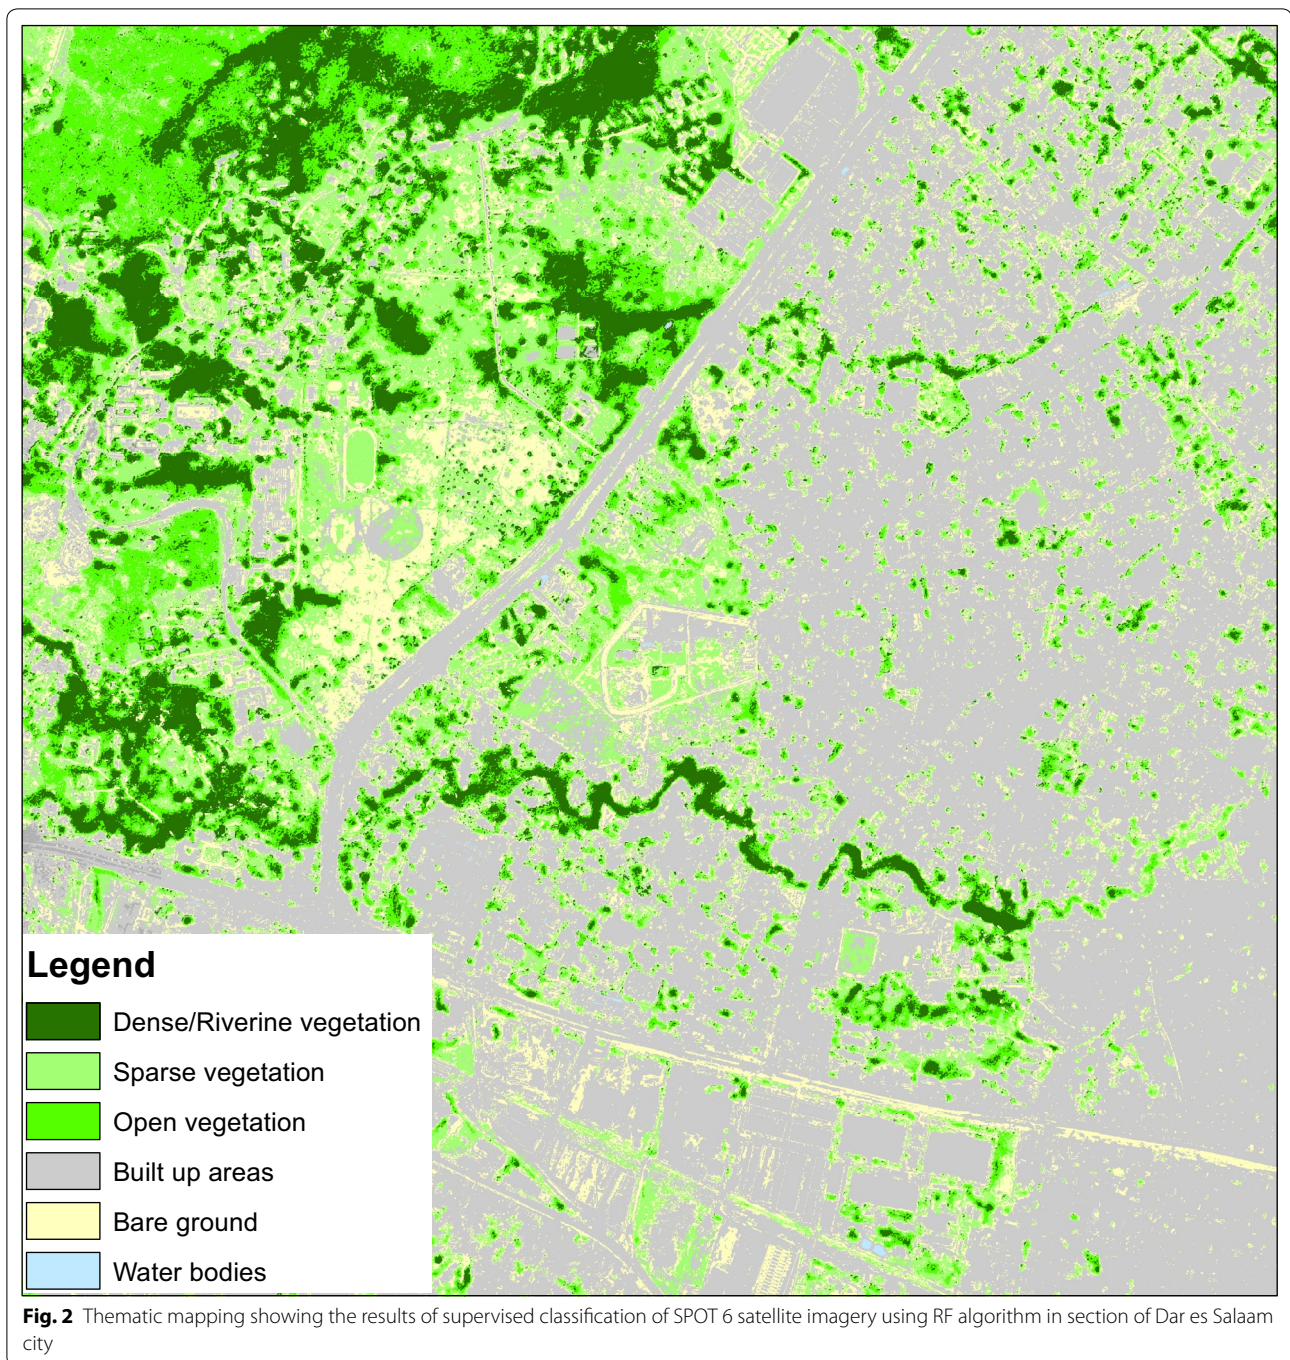 Legend
Dense/Riverine vegetation
Sparse vegetation
Open vegetation
Built up areas
Bare ground
Water bodies
Fig. 2 Thematic mapping showing the results of supervised classification of SPOT 6 satellite imagery using RF algorithm in section of Dar es Salaam
city